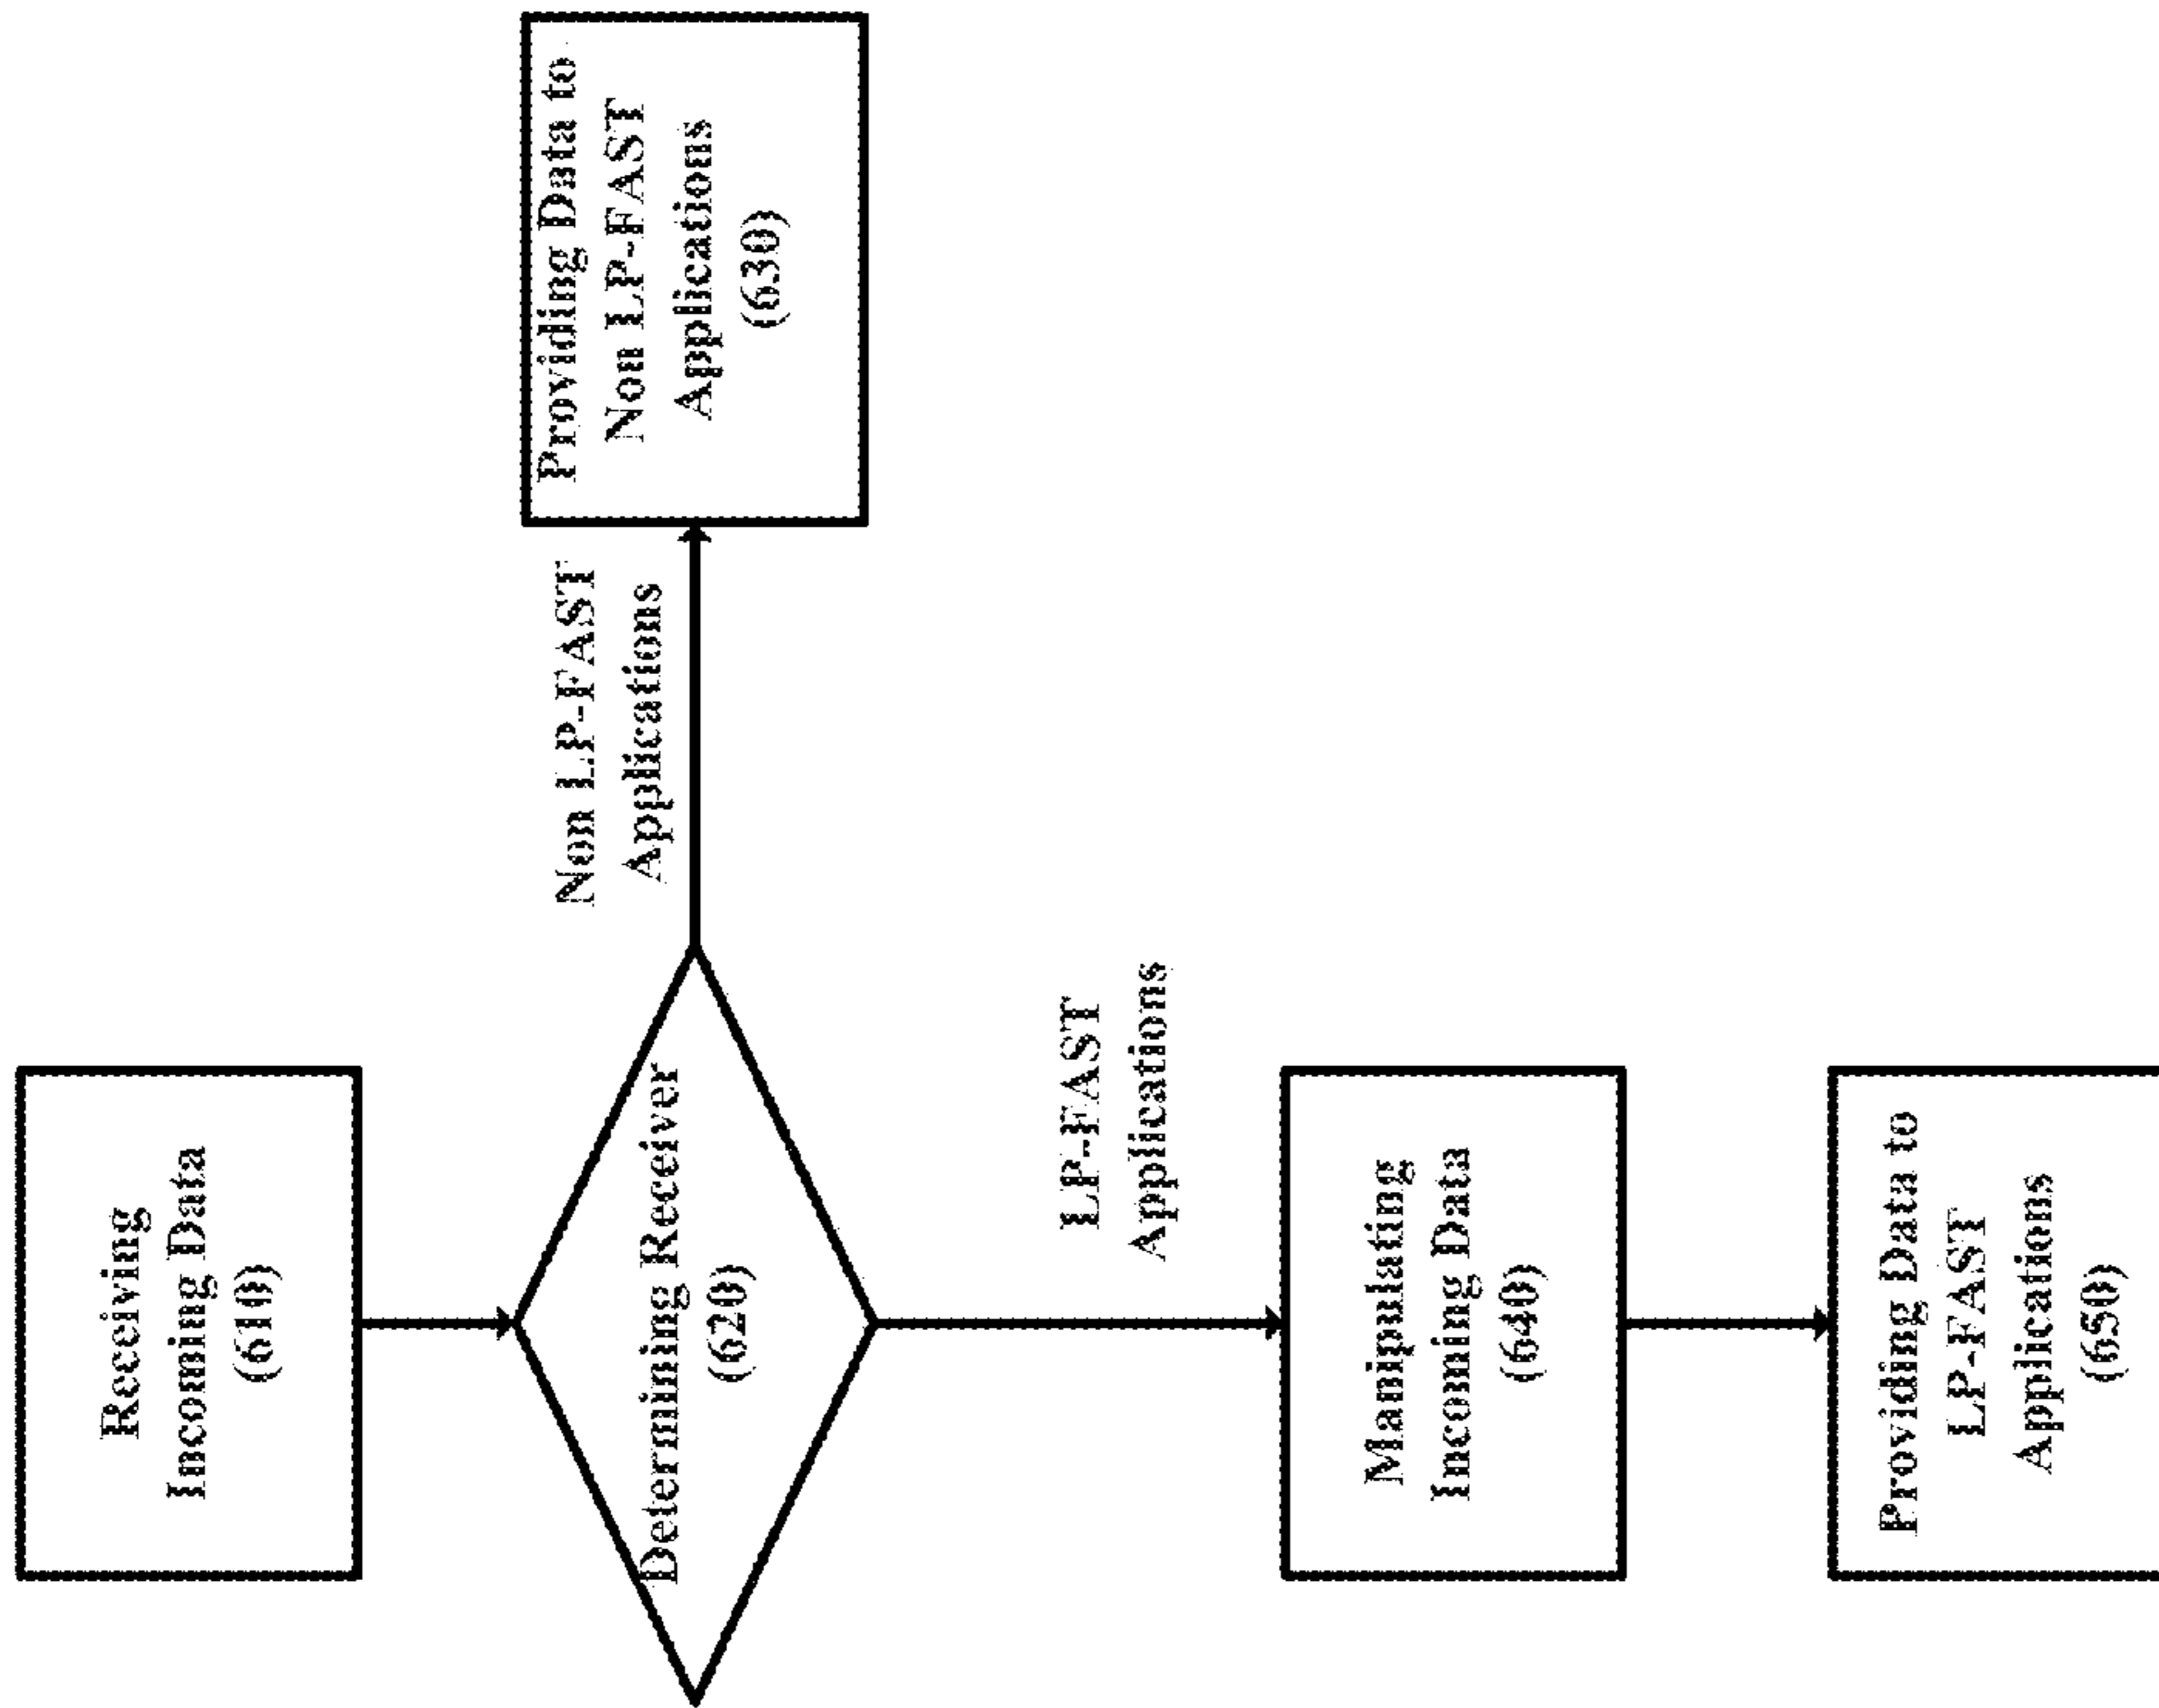 Receiving
Incoming Data
(610)
Determining Receiver
(620)
Non LP-FAST
Applications
Providing Data to
Non LP-FAST
Applications
(630)
LP-FAST
Applications
Manipulating
Incoming Data
(640)
Providing Data to
LP-FAST
Applications
(650)